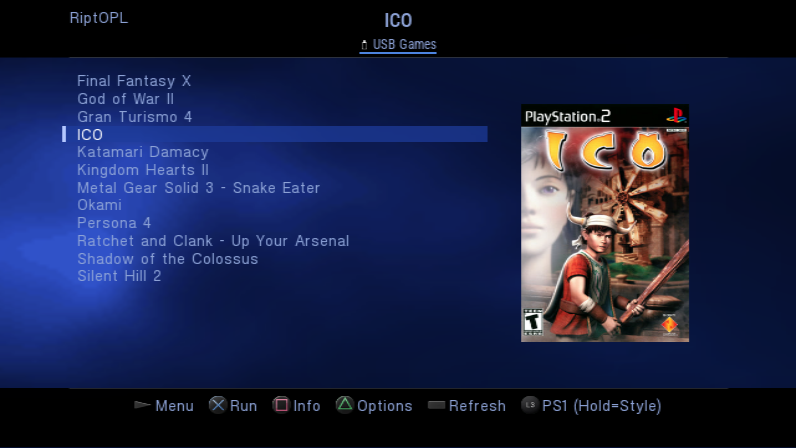 RiptOPL
ICO
USB Games
Final Fantasy X
God of War II
Gran Turismo 4
ICO
Katamari Damacy
Kingdom Hearts II
Metal Gear Solid 3 - Snake Eater
Okami
Persona 4
Ratchet and Clank - Up Your Arsenal
Shadow of the Colossus
Silent Hill 2
PlayStation 2
ICO
TEEN
T
Menu Run Info Options Refresh L3 PS1 (Hold=Style)